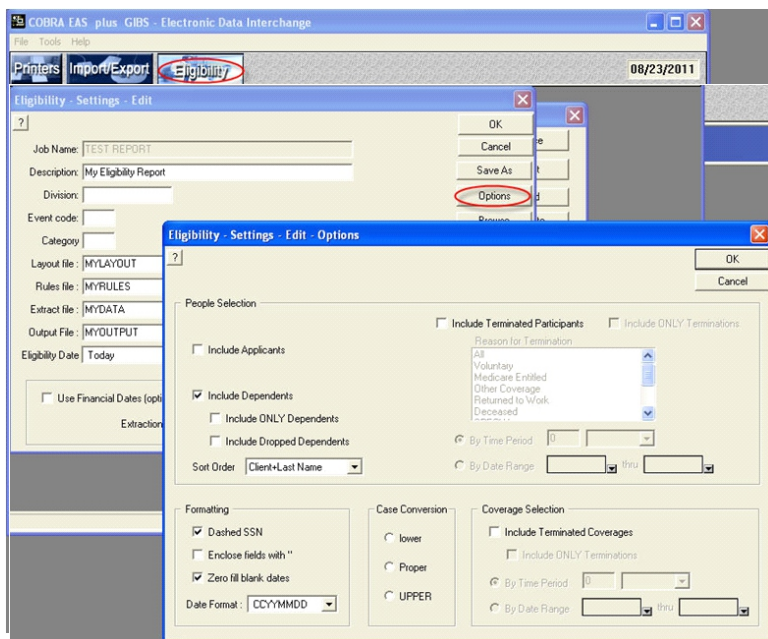 COBRA EAS plus GIBS - Electronic Data Interchange
File Tools Help
Printers Import/Export Eligibility 08/23/2011
Eligibility - Settings - Edit
?
OK
Job Name: TEST REPORT
Cancel
Description: My Eligibility Report
Save As
Division:
Options
Event code:
Browse
Category
Layout file : MYLAYOUT
Rules file : MYRULES
Extract file : MYDATA
Output File : MYOUTPUT
Eligibility Date Today
Use Financial Dates (opti
Extraction
Eligibility - Settings - Edit - Options
?
OK
Cancel
People Selection
Include Terminated Participants Include ONLY Terminations
Reason for Termination
Include Applicants
All
Voluntary
Medicare Entitled
Other Coverage
Returned to Work
Deceased
Include Dependents
Include ONLY Dependents
Include Dropped Dependents
By Time Period 0
Sort Order Client+Last Name
By Date Range thru
Formatting
Dashed SSN
Enclose fields with "
Zero fill blank dates
Date Format : CCYYMMDD
Case Conversion
lower
Proper
UPPER
Coverage Selection
Include Terminated Coverages
Include ONLY Terminations
By Time Period 0
By Date Range thru